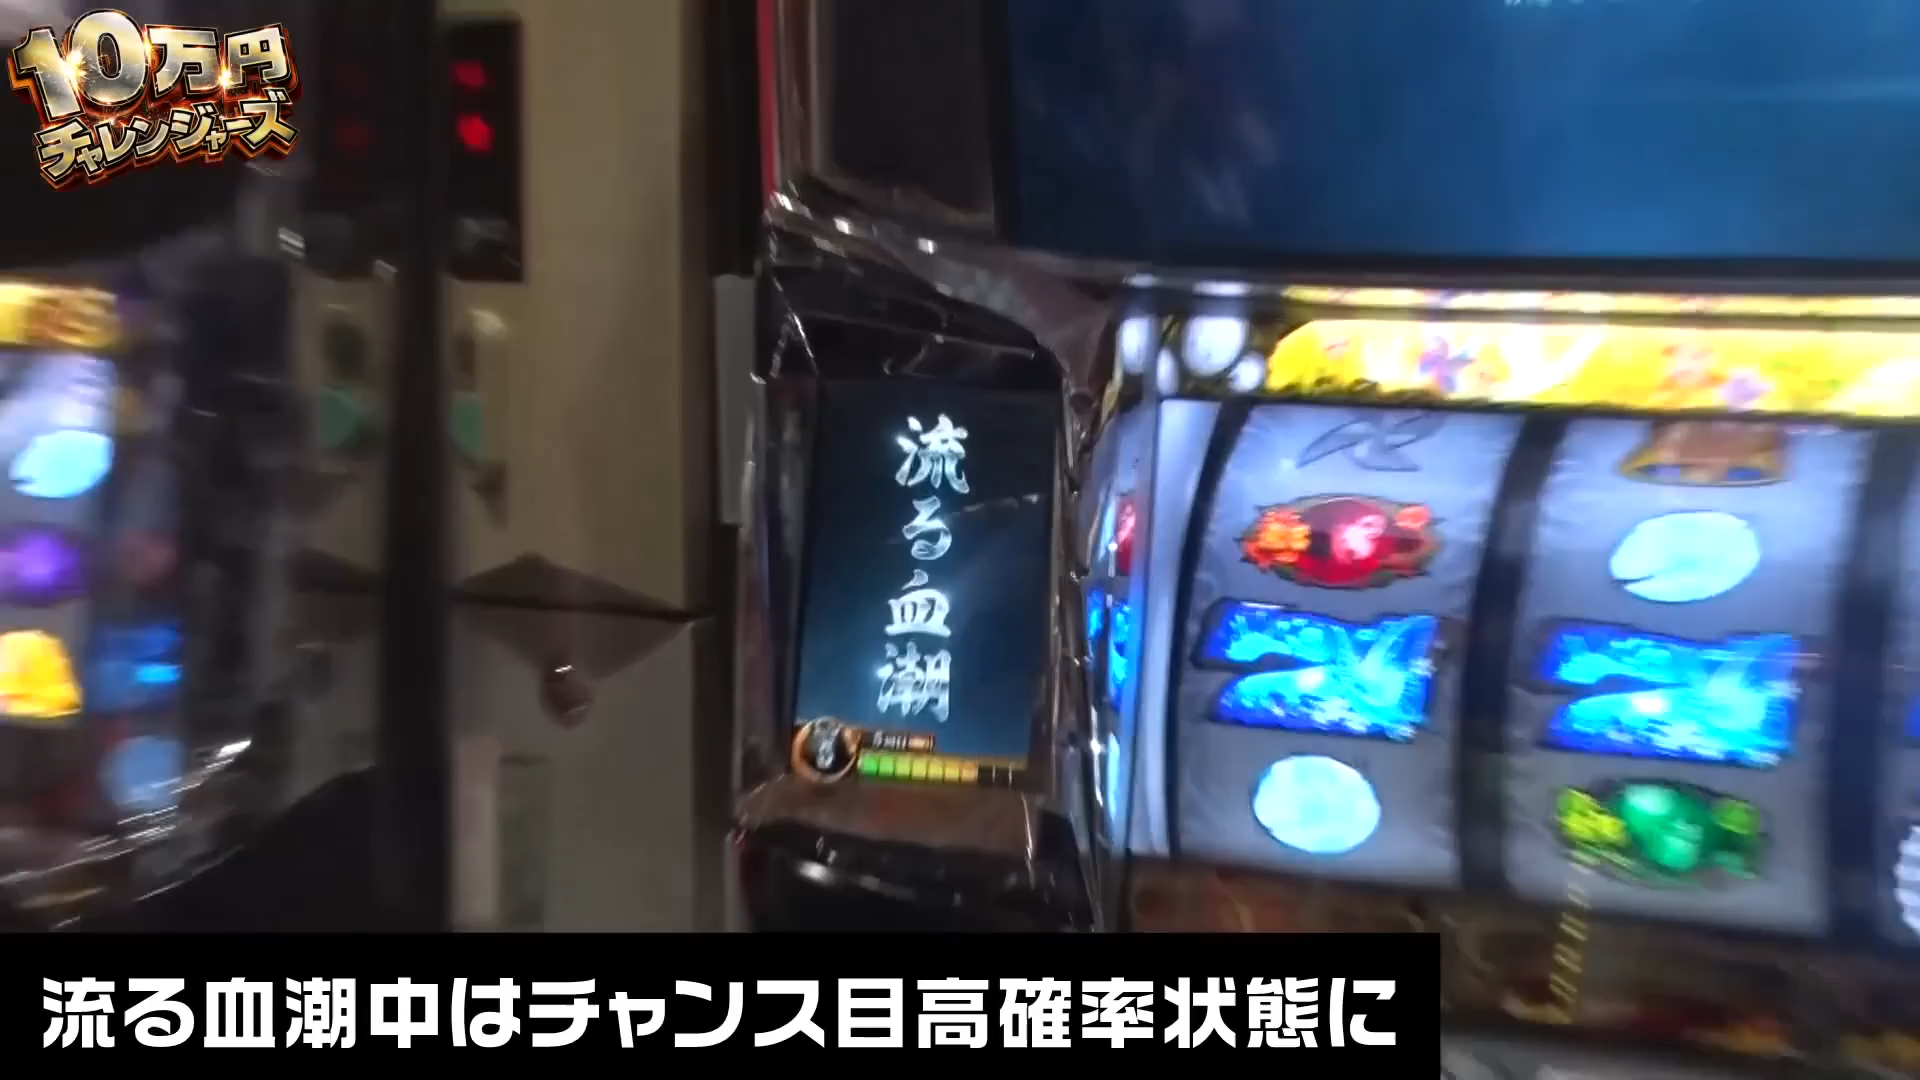 10万円
チャレンジャーズ
流る血潮
流る血潮中はチャンス目高確率状態に